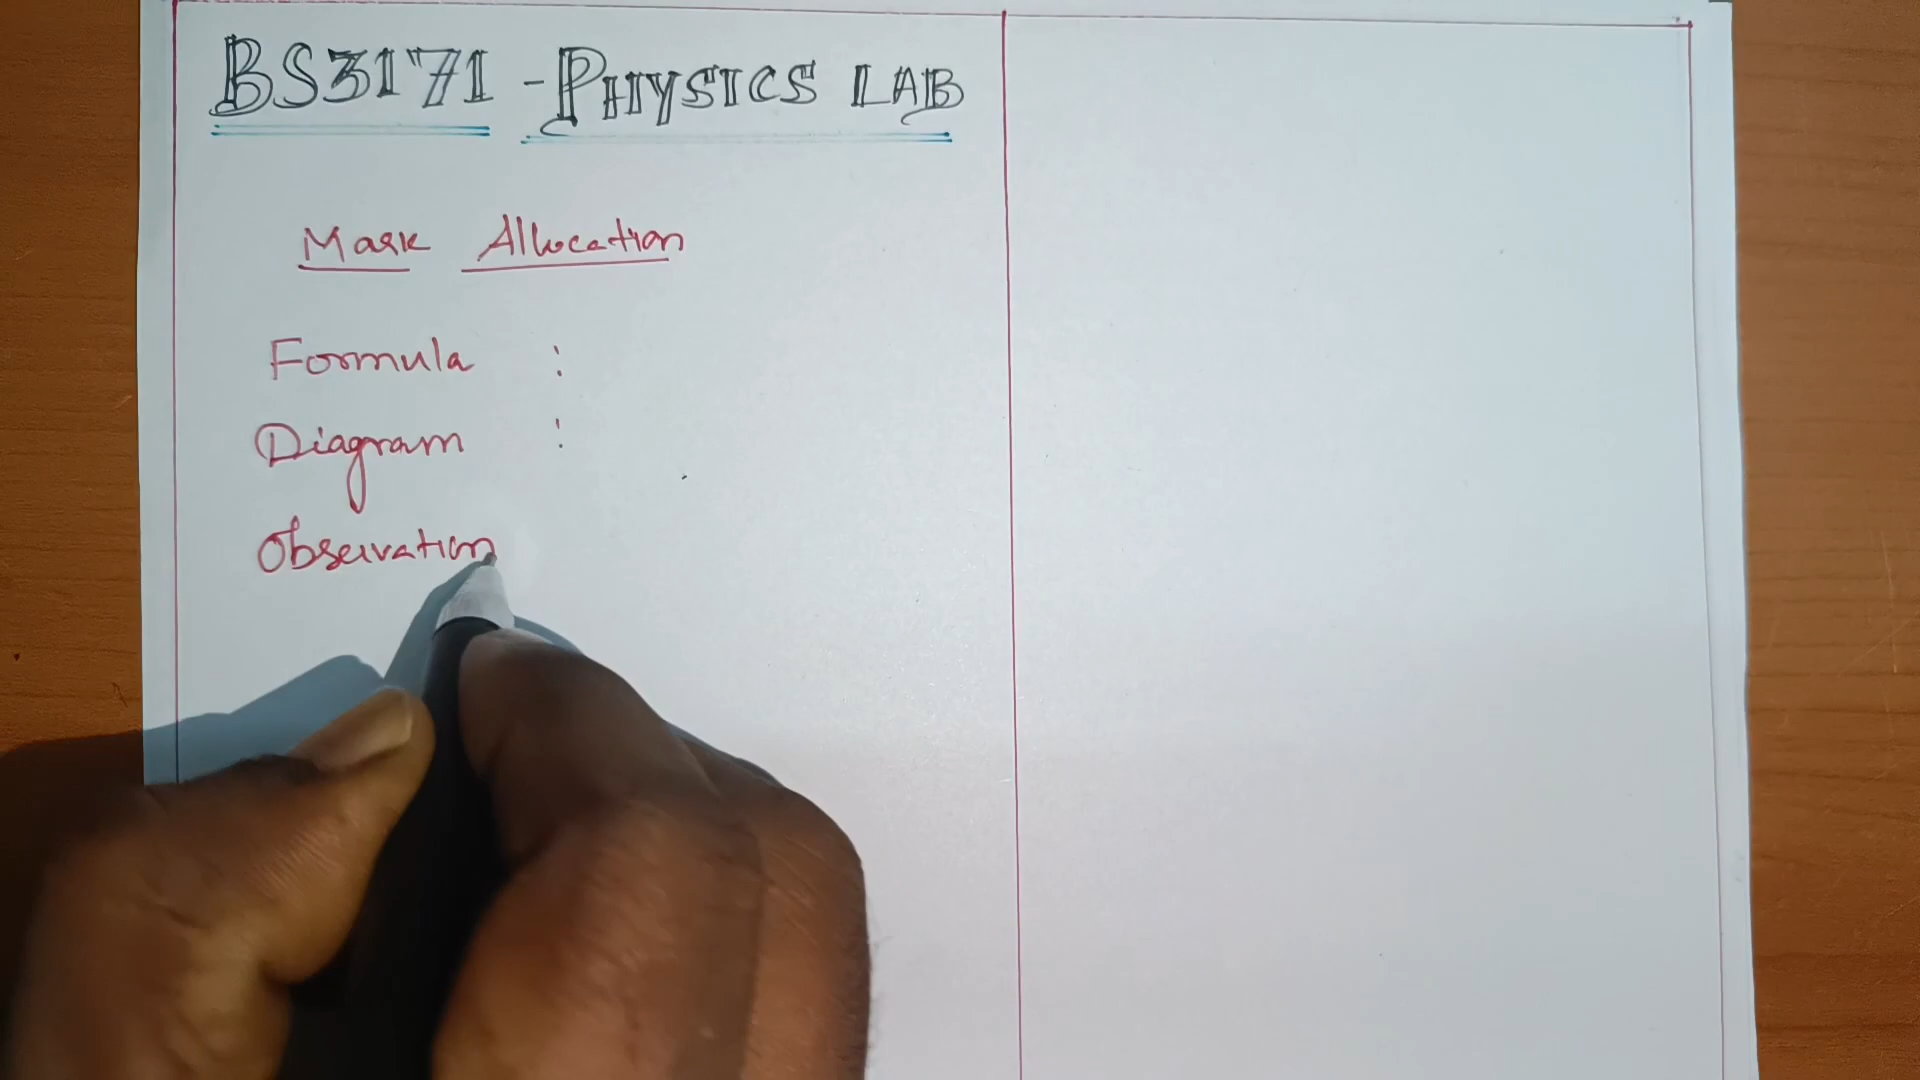 BS3171 - PHYSICS LAB
Mark Allocation
Formula :
Diagram :
Observation